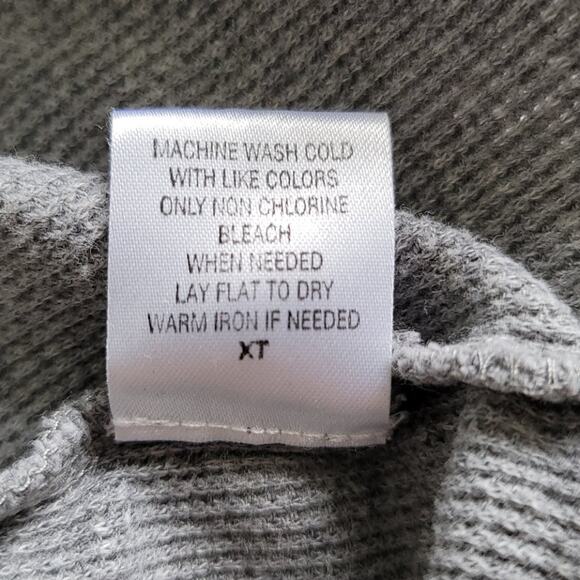 MACHINE WASH COLD
WITH LIKE COLORS
ONLY NON CHLORINE
BLEACH
WHEN NEEDED
LAY FLAT TO DRY
WARM IRON IF NEEDED
XT